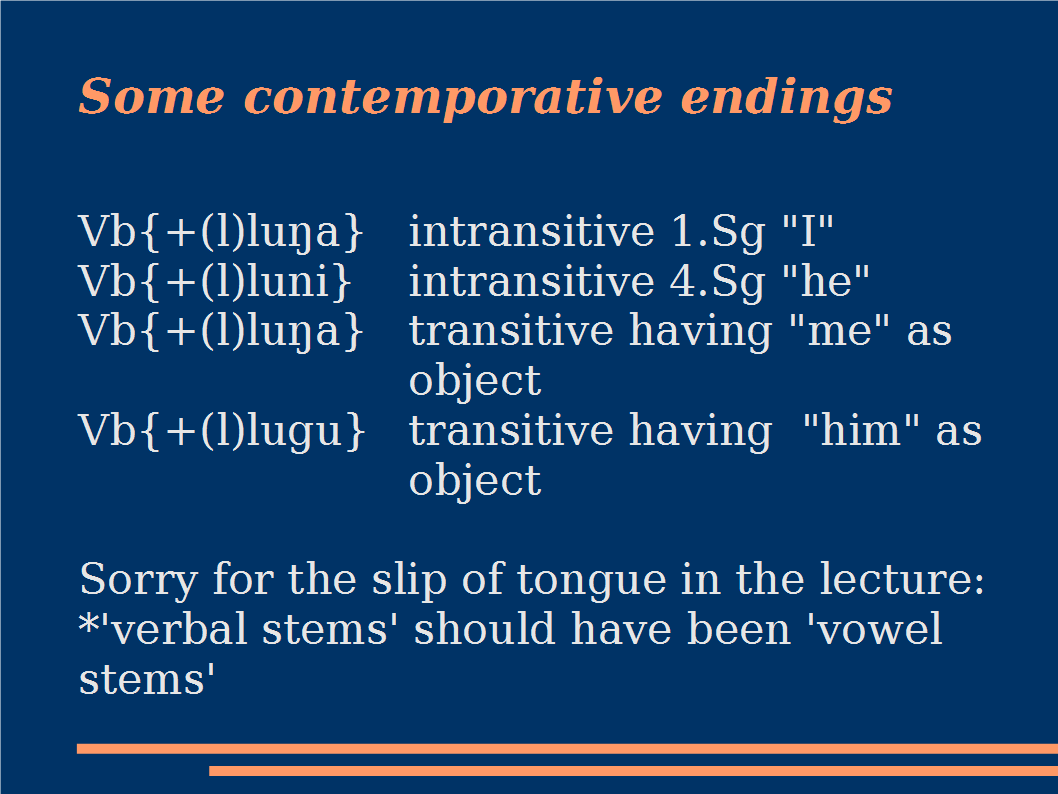 Some contemporative endings
Vb{+(l)luŋa} intransitive 1.Sg "I"
Vb{+(l)luni} intransitive 4.Sg "he"
Vb{+(l)luŋa} transitive having "me" as
object
Vb{+(l)lugu} transitive having "him" as
object
Sorry for the slip of tongue in the lecture:
*'verbal stems' should have been 'vowel
stems'